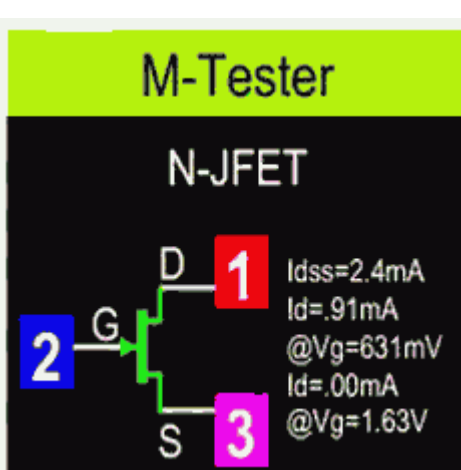 M-Tester
N-JFET
D
1
2
G
S
3
Idss=2.4mA
Id=.91mA
@Vg=631mV
Id=.00mA
@Vg=1.63V